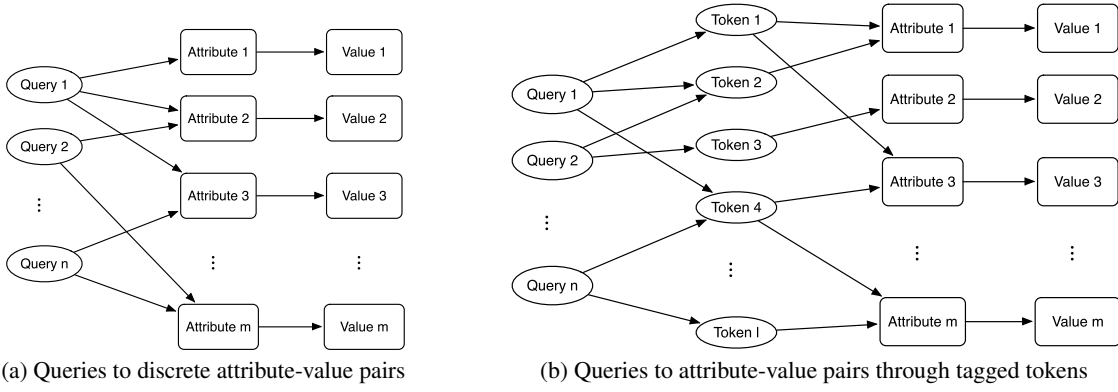 Attribute 1
Value 1
Query 1
Attribute 2
Value 2
Query 2
Attribute 3
Value 3
⋮
Query n
⋮
⋮
Attribute m
Value m
(a) Queries to discrete attribute-value pairs
Token 1
Attribute 1
Value 1
Query 1
Token 2
Attribute 2
Value 2
Query 2
Token 3
Attribute 3
Value 3
Token 4
⋮
⋮
⋮
⋮
Query n
Token l
Attribute m
Value m
(b) Queries to attribute-value pairs through tagged tokens